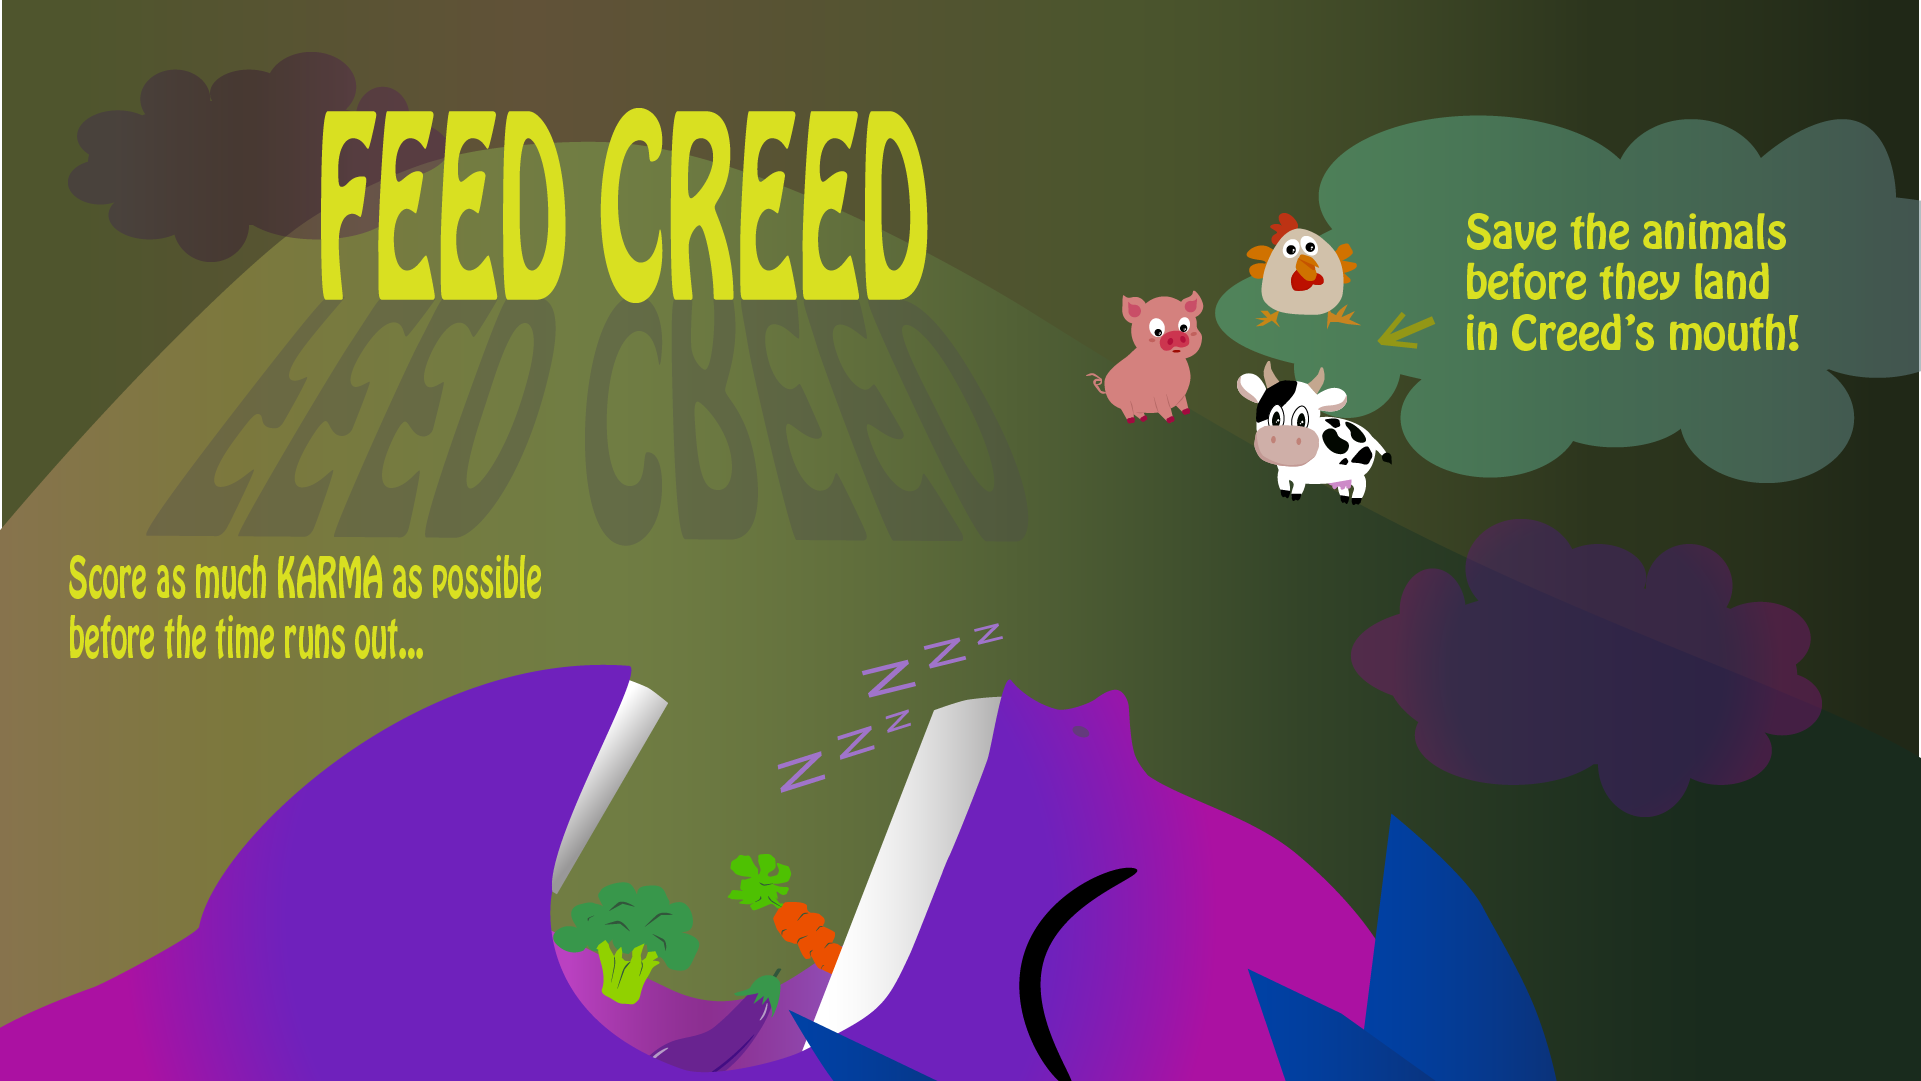 FEED CREED
Save the animals
before they land
in Creed's mouth!
Score as much KARMA as possible
before the time runs out...
Z Z Z
Z Z Z